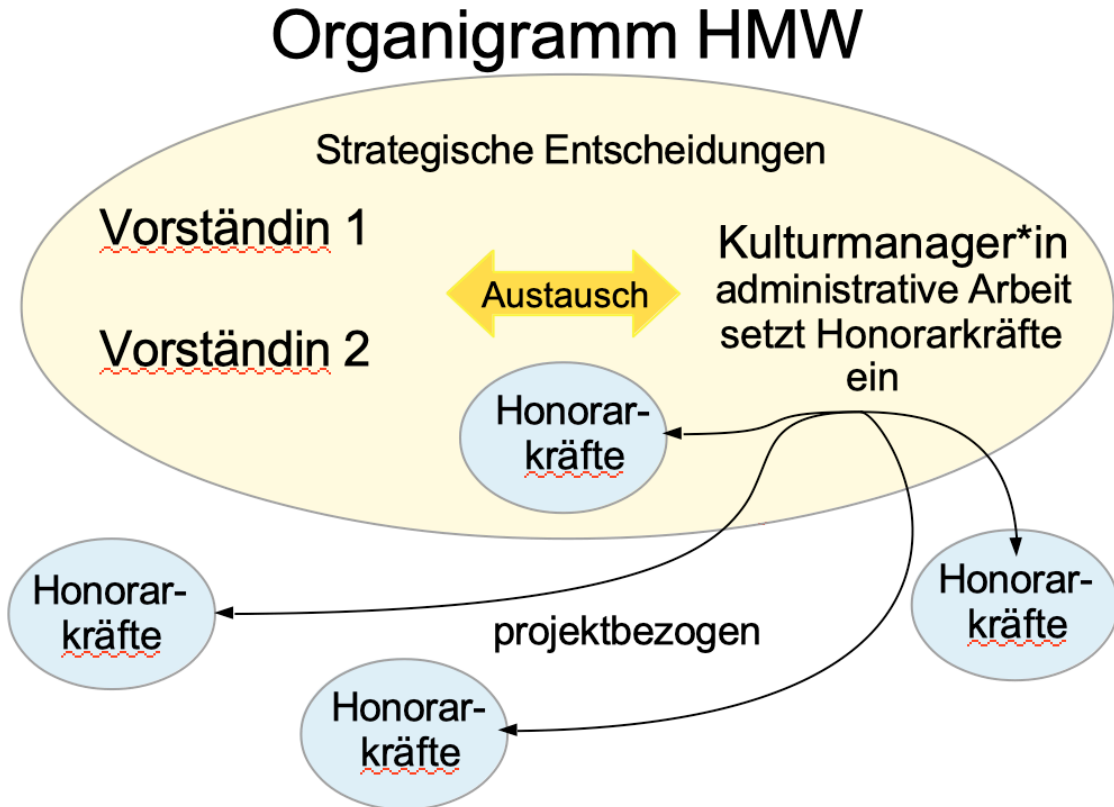 Organigramm HMW
Strategische Entscheidungen
Vorständin 1
Vorständin 2
Austausch
Kulturmanager*in
administrative Arbeit
setzt Honorarkräfte
ein
Honorar-
kräfte
Honorar-
kräfte
projektbezogen
Honorar-
kräfte
Honorar-
kräfte